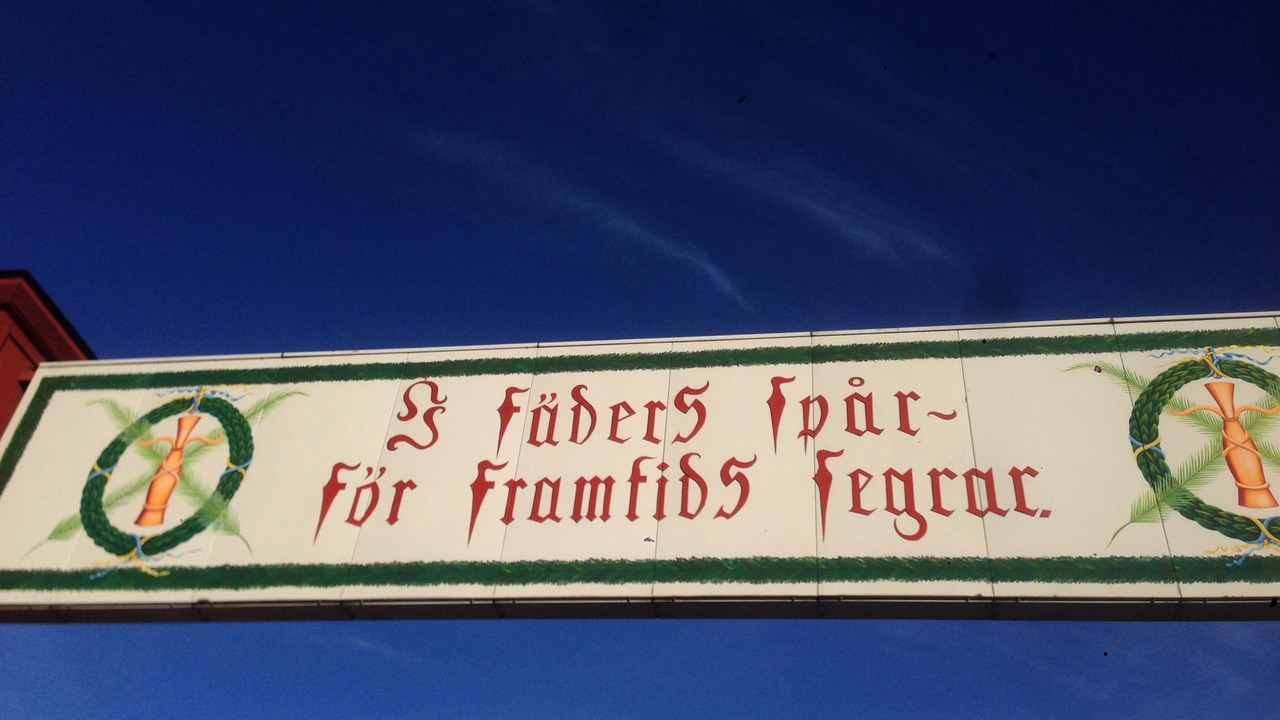 I fäders spår-
för framtids segrar.